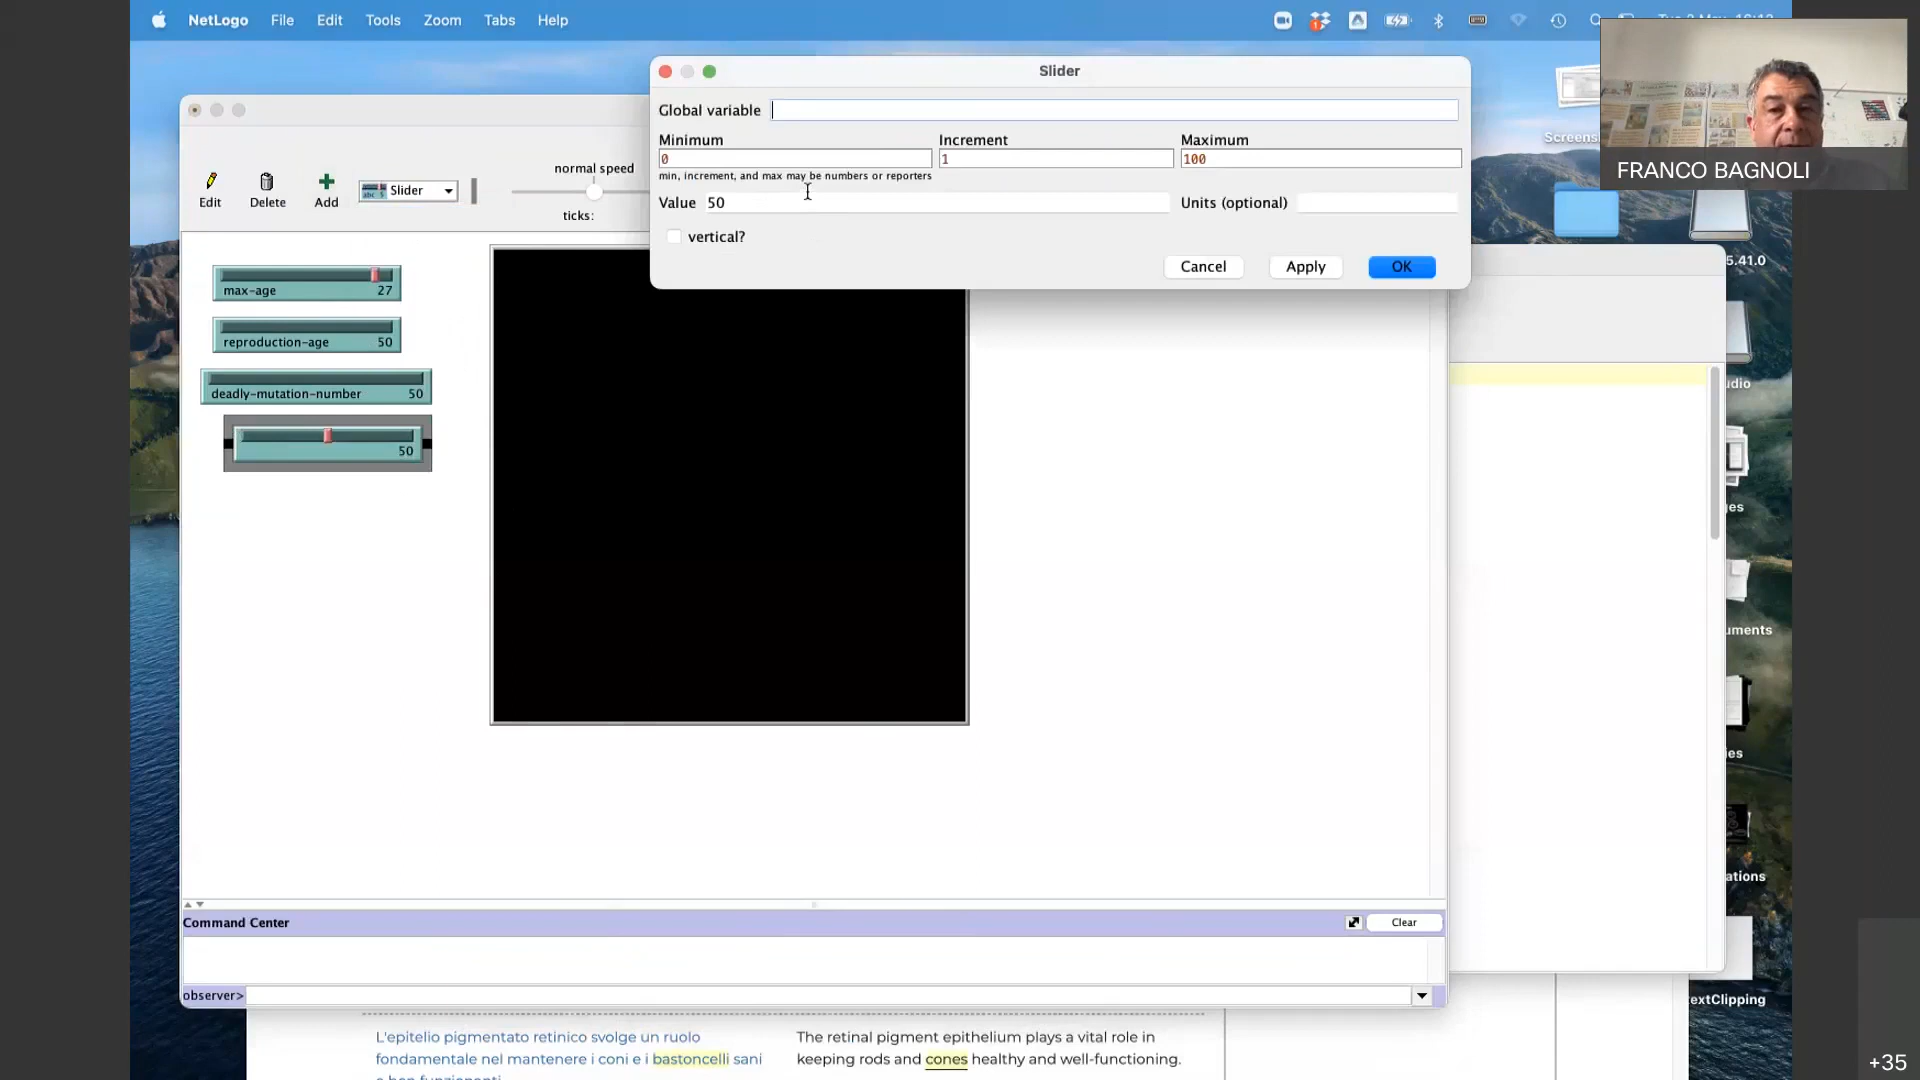 NetLogo File Edit Tools Zoom Tabs Help
Slider
Global variable
Minimum Increment Maximum
0 1 100
min, increment, and max may be numbers or reporters
Value 50 Units (optional)
vertical?
Cancel Apply OK
FRANCO BAGNOLI
Edit Delete Add
Slider
normal speed
ticks:
max-age 27
reproduction-age 50
deadly-mutation-number 50
50
5.41.0
Command Center
Clear
observer>
L'epitelio pigmentato retinico svolge un ruolo
fondamentale nel mantenere i coni e i bastoncelli sani
The retinal pigment epithelium plays a vital role in
keeping rods and cones healthy and well-functioning.
+35